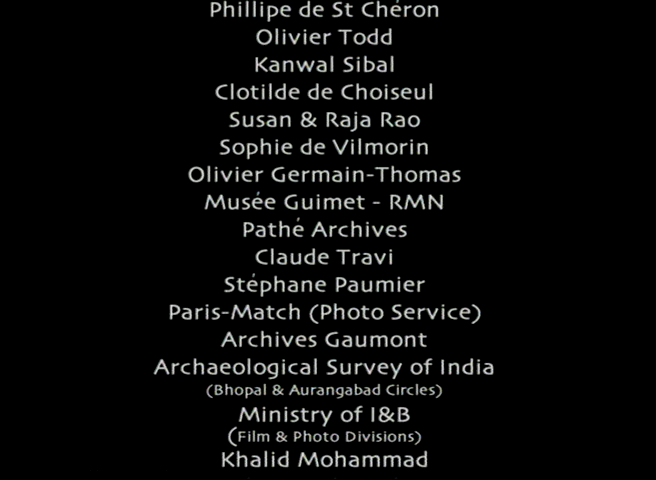 Phillipe de St Chéron
Olivier Todd
Kanwal Sibal
Clotilde de Choiseul
Susan & Raja Rao
Sophie de Vilmorin
Olivier Germain-Thomas
Musée Guimet - RMN
Pathé Archives
Claude Travi
Stéphane Paumier
Paris-Match (Photo Service)
Archives Gaumont
Archaeological Survey of India
(Bhopal & Aurangabad Circles)
Ministry of I&B
(Film & Photo Divisions)
Khalid Mohammad